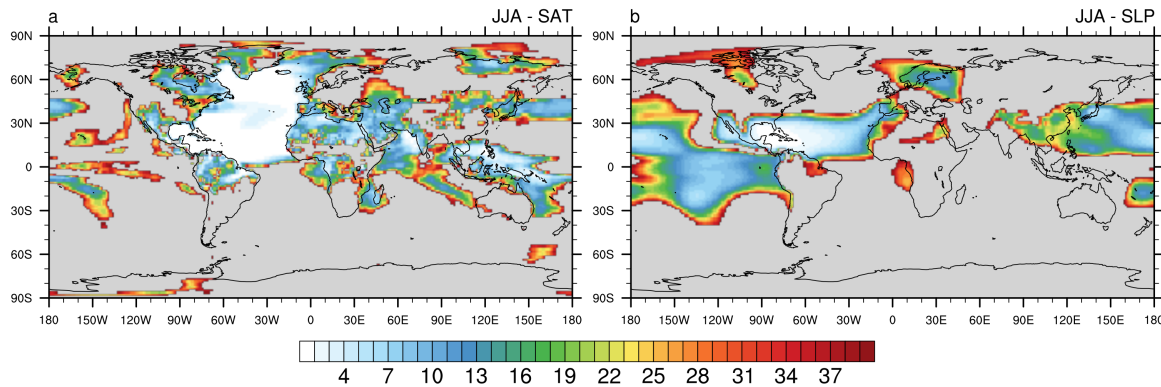 a JJA - SAT b JJA - SLP
90N 90N
60N 60N
30N 30N
0 0
30S 30S
60S 60S
90S 90S
180 150W 120W 90W 60W 30W 0 30E 60E 90E 120E 150E 180 180 150W 120W 90W 60W 30W 0 30E 60E 90E 120E 150E 180
4 7 10 13 16 19 22 25 28 31 34 37